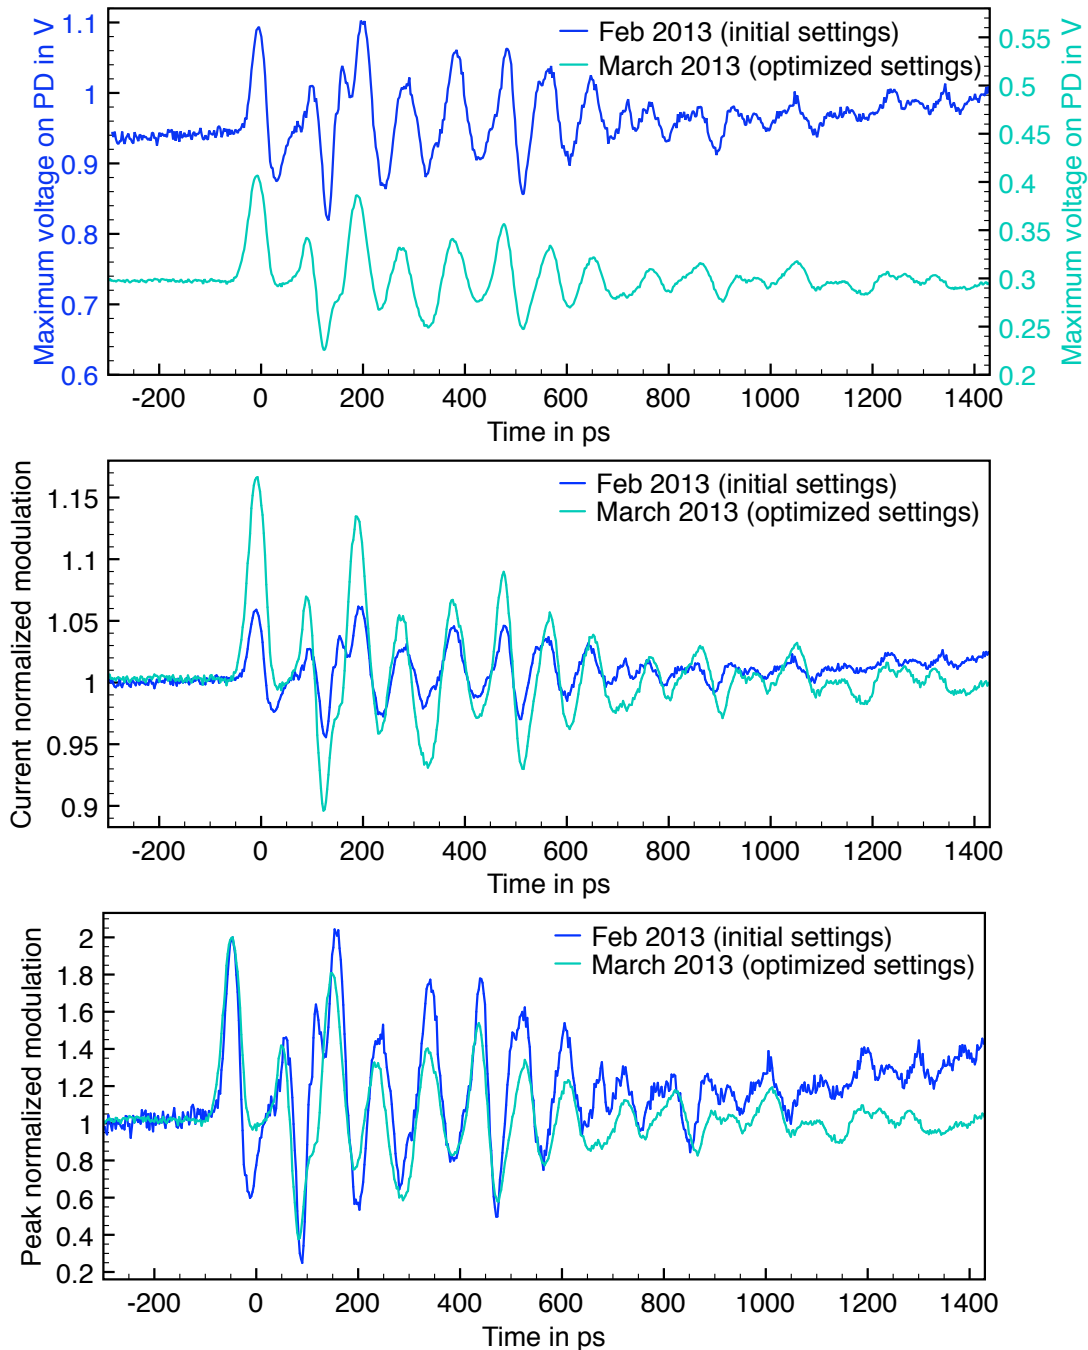 Maximum voltage on PD in V
1.1
1
0.9
0.8
0.7
0.6
Feb 2013 (initial settings)
March 2013 (optimized settings)
0.55
0.5
0.45
0.4
0.35
0.3
0.25
0.2
Maximum voltage on PD in V
-200 0 200 400 600 800 1000 1200 1400
Time in ps
Current normalized modulation
1.15
1.1
1.05
1
0.95
0.9
Feb 2013 (initial settings)
March 2013 (optimized settings)
-200 0 200 400 600 800 1000 1200 1400
Time in ps
Peak normalized modulation
2
1.8
1.6
1.4
1.2
1
0.8
0.6
0.4
0.2
Feb 2013 (initial settings)
March 2013 (optimized settings)
-200 0 200 400 600 800 1000 1200 1400
Time in ps